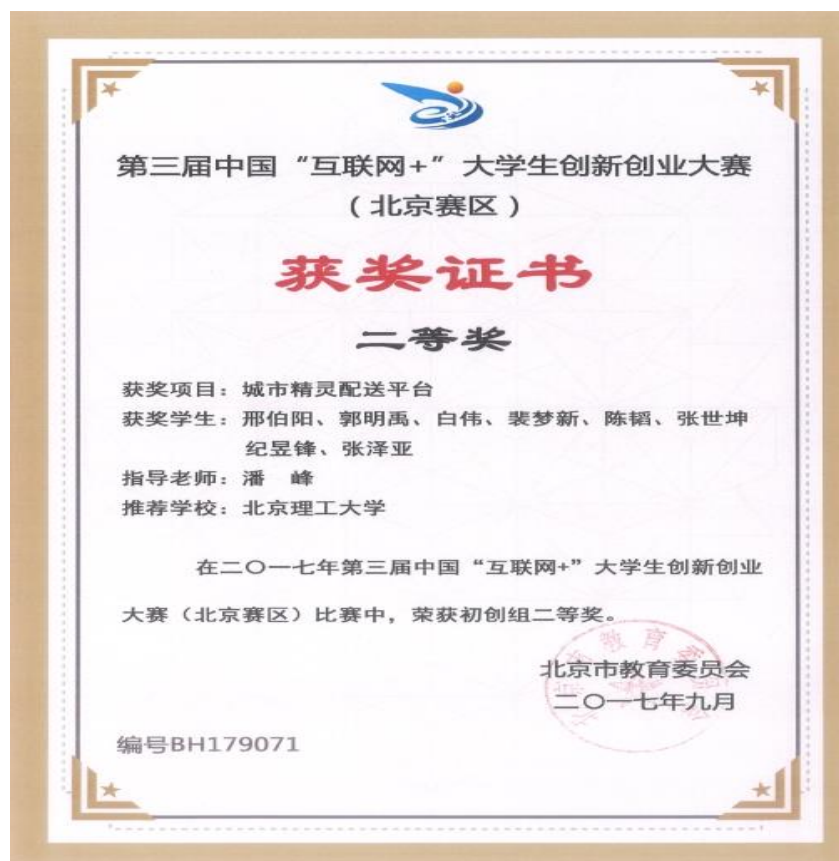 第三届中国“互联网+”大学生创新创业大赛
（北京赛区）
获奖证书
二等奖
获奖项目：城市精灵配送平台
获奖学生：邢伯阳、郭明禹、白伟、裴梦新、陈韬、张世坤
纪昱锋、张泽亚
指导老师：潘　峰
推荐学校：北京理工大学
在二〇一七年第三届中国“互联网+”大学生创新创业
大赛（北京赛区）比赛中，荣获初创组二等奖。
北京市教育委员会
二〇一七年九月
编号BH179071